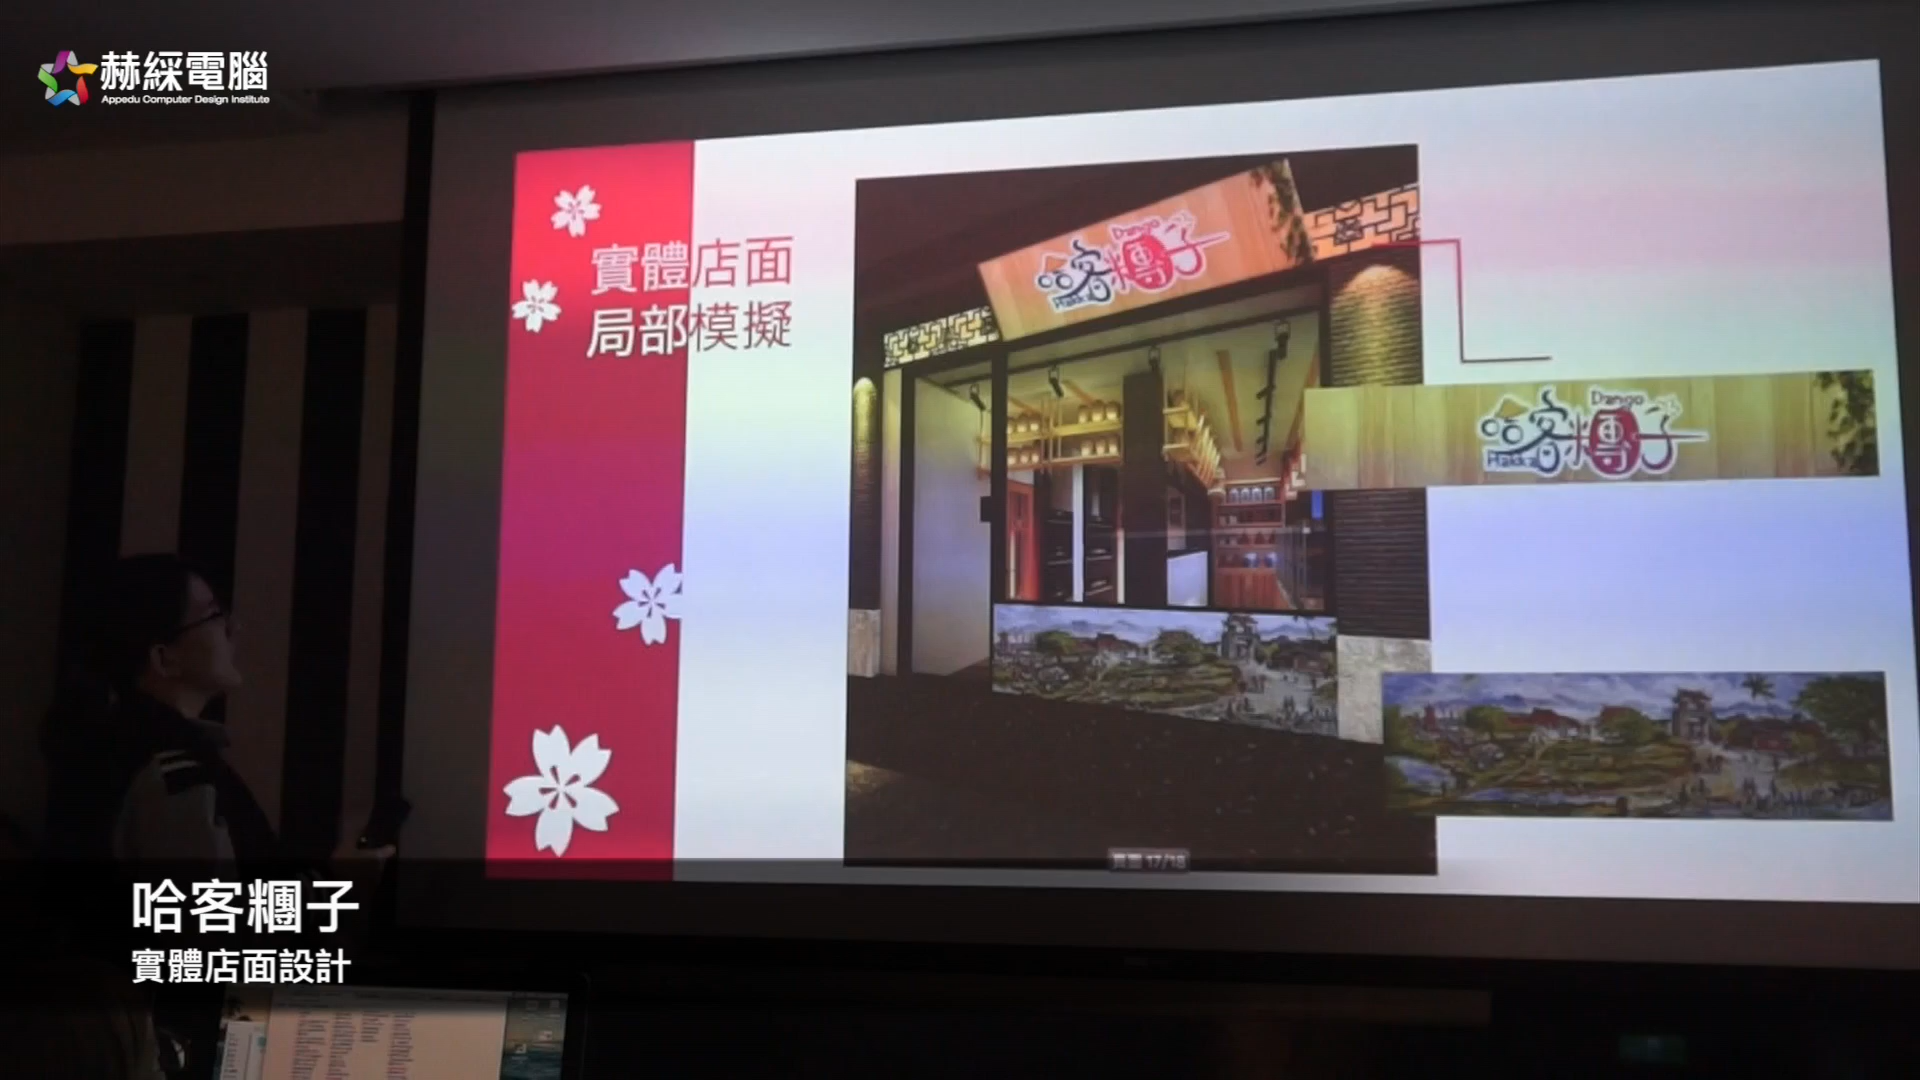 赫綵電腦
Appedu Computer Design Institute
實體店面
局部模擬
Dango
哈客糰子
Hakka
Dango
哈客糰子
Hakka
頁面 17/18
哈客糰子
實體店面設計